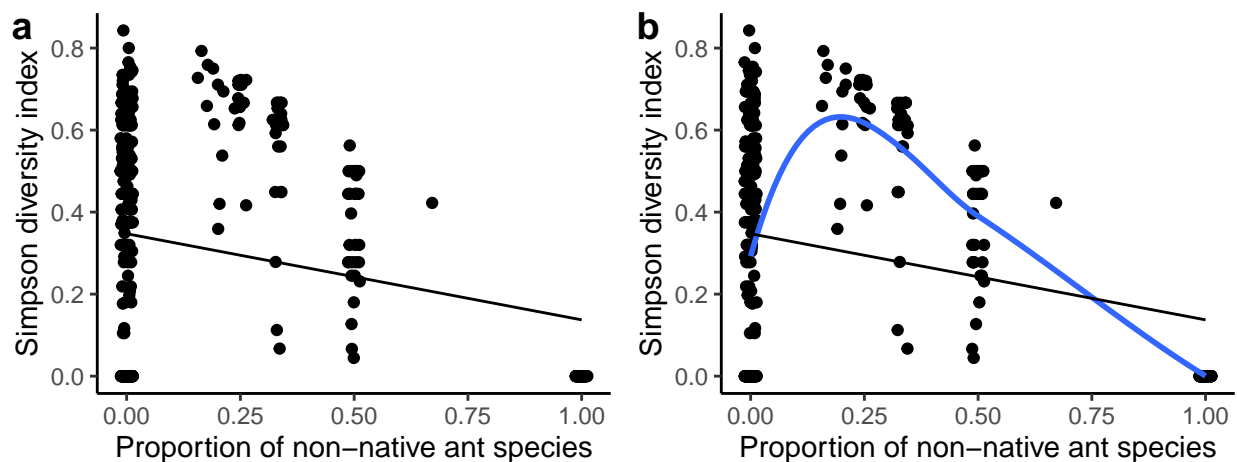 a
Simpson diversity index
0.8
0.6
0.4
0.2
0.0
0.00 0.25 0.50 0.75 1.00
Proportion of non−native ant species
b
Simpson diversity index
0.8
0.6
0.4
0.2
0.0
0.00 0.25 0.50 0.75 1.00
Proportion of non−native ant species